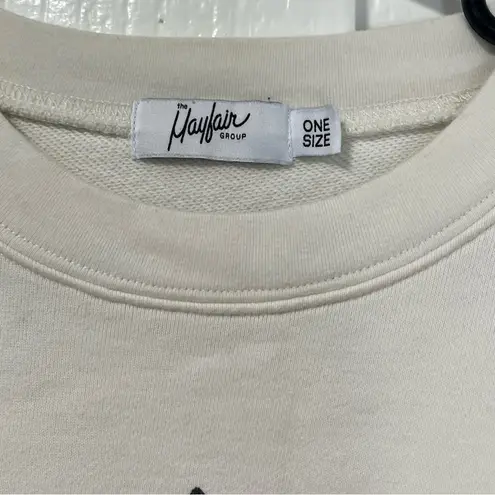 the
Mayfair
GROUP
ONE
SIZE